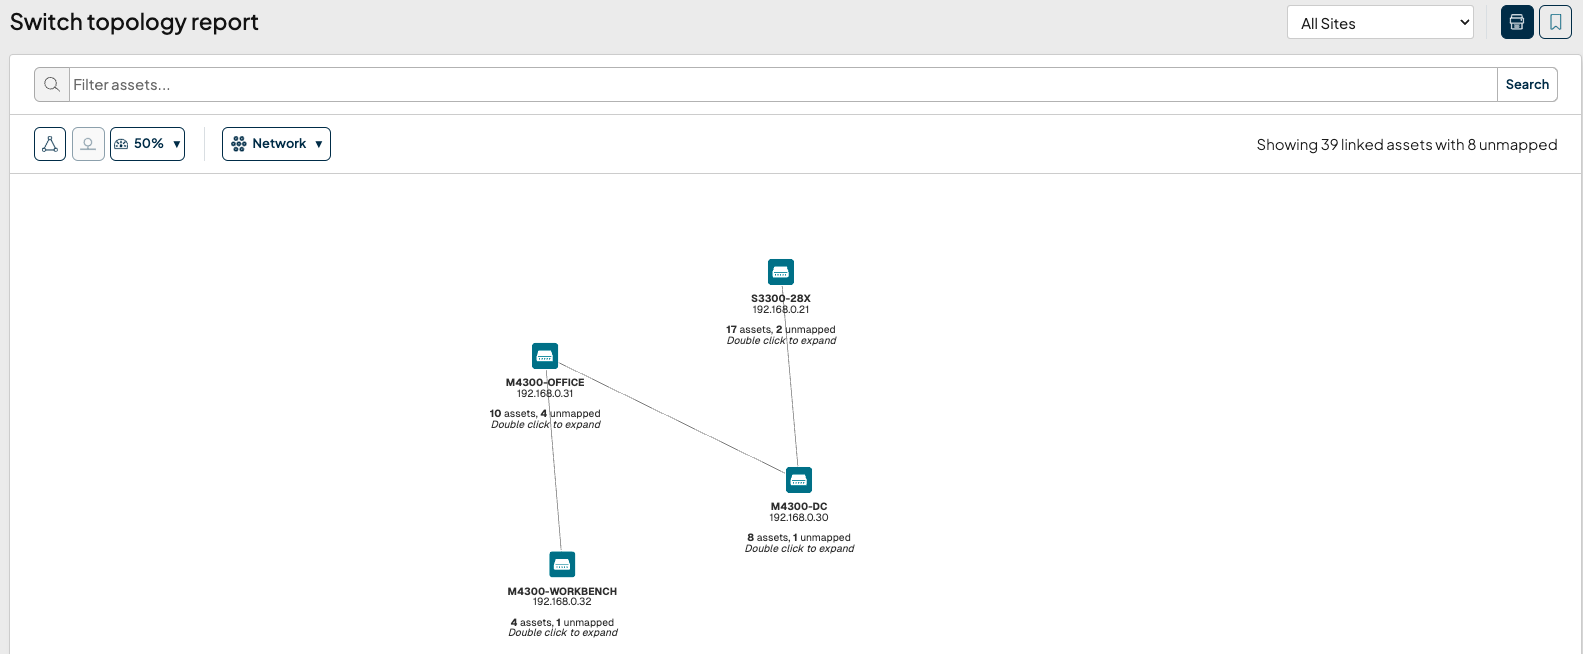 Switch topology report
All Sites
Filter assets...
Search
50%
Network
Showing 39 linked assets with 8 unmapped
S3300-28X
192.168.0.21
17 assets, 2 unmapped
Double click to expand
M4300-OFFICE
192.168.0.31
10 assets, 4 unmapped
Double click to expand
M4300-DC
192.168.0.30
8 assets, 1 unmapped
Double click to expand
M4300-WORKBENCH
192.168.0.32
4 assets, 1 unmapped
Double click to expand